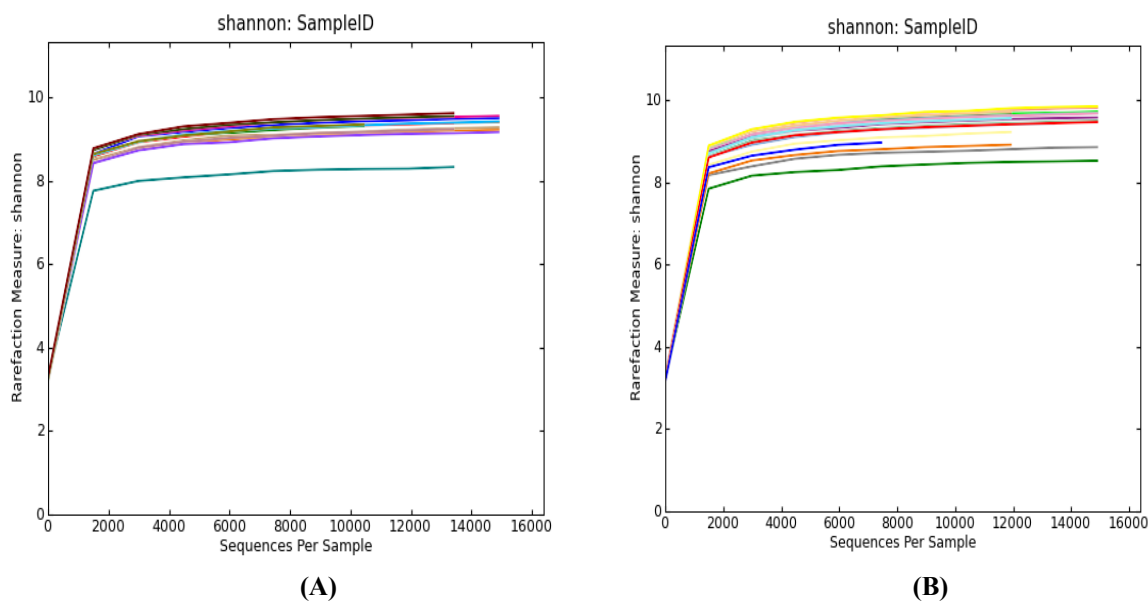 shannon: SampleID
Rarefaction Measure: shannon
10
8
6
4
2
0
0 2000 4000 6000 8000 10000 12000 14000 16000
Sequences Per Sample
(A)
shannon: SampleID
Rarefaction Measure: shannon
10
8
6
4
2
0
0 2000 4000 6000 8000 10000 12000 14000 16000
Sequences Per Sample
(B)